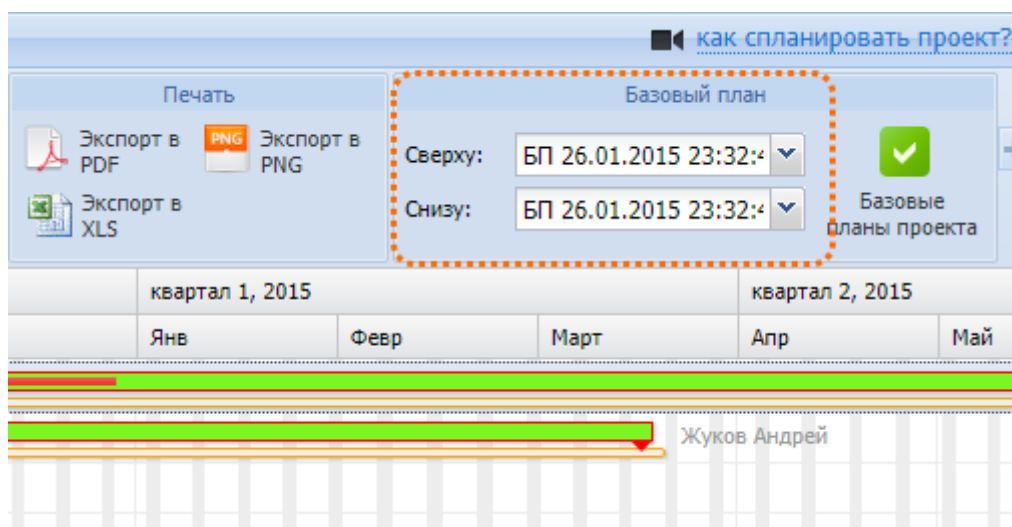 как спланировать проект?
Печать
Базовый план
Экспорт в
PDF
PNG
Экспорт в
PNG
Экспорт в
XLS
Сверху:
БП 26.01.2015 23:32:4
Снизу:
БП 26.01.2015 23:32:4
Базовые
планы проекта
квартал 1, 2015
квартал 2, 2015
Янв
Февр
Март
Апр
Май
Жуков Андрей